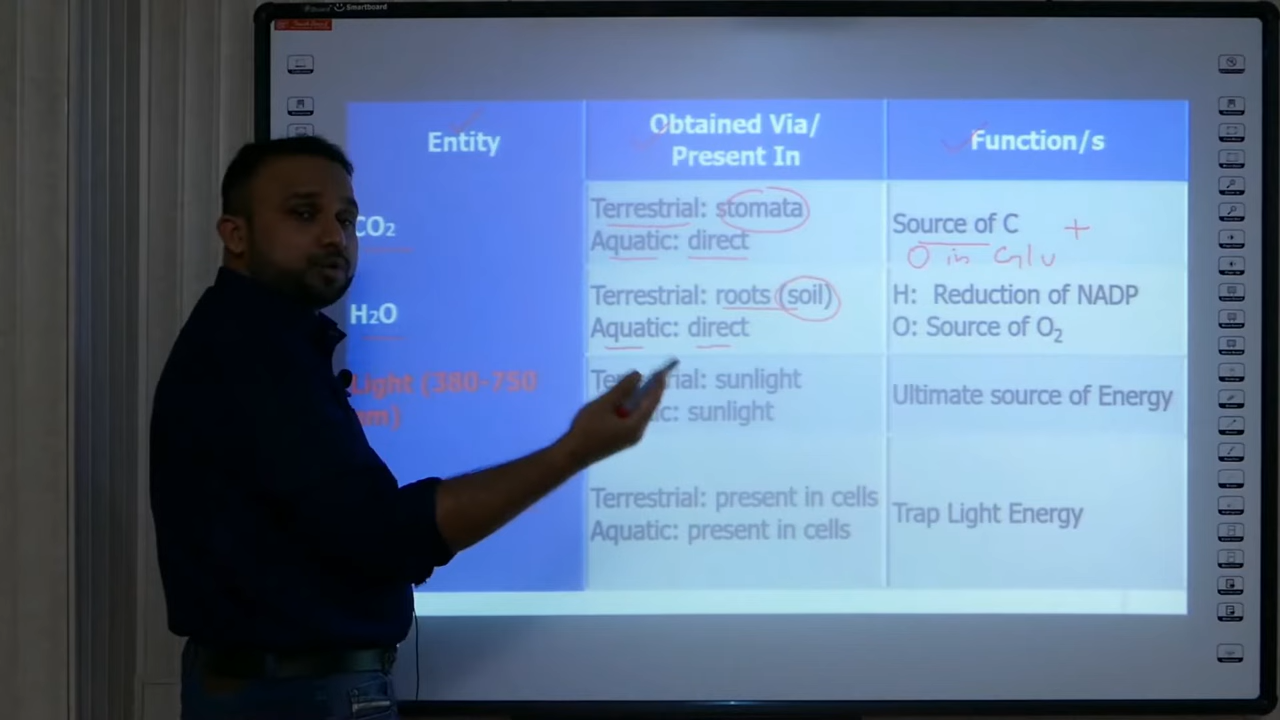 Smartboard
Entity
Obtained Via/
Present In
Function/s
CO₂
Terrestrial: stomata
Aquatic: direct
Source of C +
O in Glu
H₂O
Terrestrial: roots (soil)
Aquatic: direct
H: Reduction of NADP
O: Source of O₂
Light (380-750
nm)
sunlight
sunlight
Ultimate source of Energy
Terrestrial: present in cells
Aquatic: present in cells
Trap Light Energy